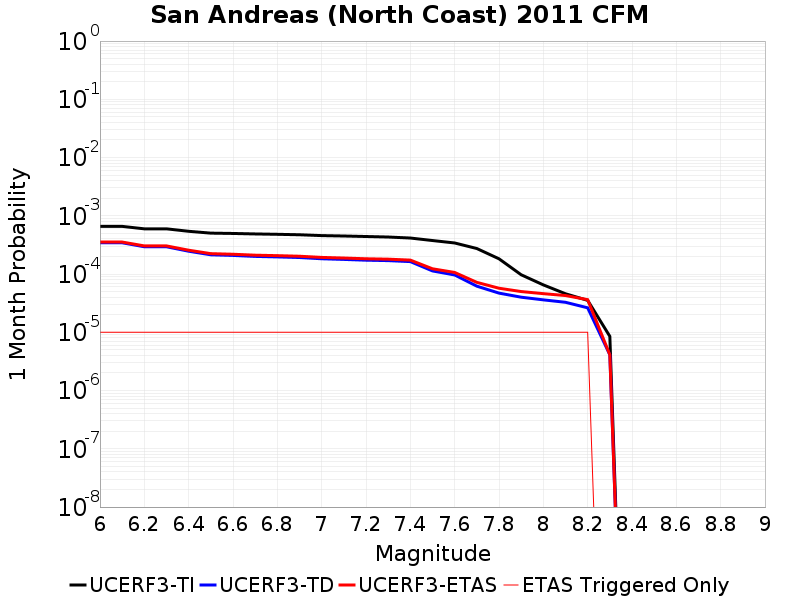 San Andreas (North Coast) 2011 CFM
1 Month Probability
10^0
10^-1
10^-2
10^-3
10^-4
10^-5
10^-6
10^-7
10^-8
6 6.2 6.4 6.6 6.8 7 7.2 7.4 7.6 7.8 8 8.2 8.4 8.6 8.8 9
Magnitude
UCERF3-TI UCERF3-TD UCERF3-ETAS ETAS Triggered Only